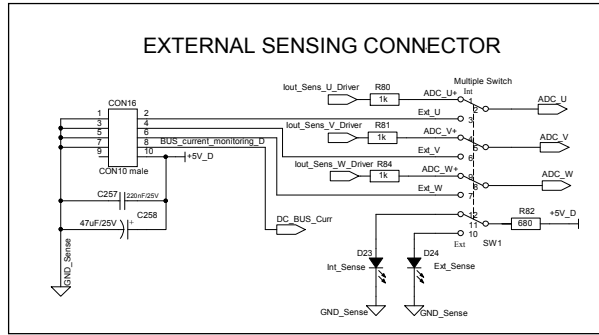 EXTERNAL SENSING CONNECTOR
Iout_Sens_U_Driver
R80
1k
ADC_U+
Multiple Switch
Int
1
2
3
ADC_U
Ext_U
Iout_Sens_V_Driver
R81
1k
ADC_V+
4
5
6
ADC_V
Ext_V
Iout_Sens_W_Driver
R84
1k
ADC_W+
9
8
7
ADC_W
Ext_W
CON16
1
2
3
4
5
6
7
8
9
10
BUS_current_monitoring_D
+5V_D
CON10 male
C257
220nF/25V
47uF/25V
C258
+
GND_Sense
DC_BUS_Curr
12
11
10
R82
680
+5V_D
Ext
SW1
D23
Int_Sense
D24
Ext_Sense
GND_Sense
GND_Sense